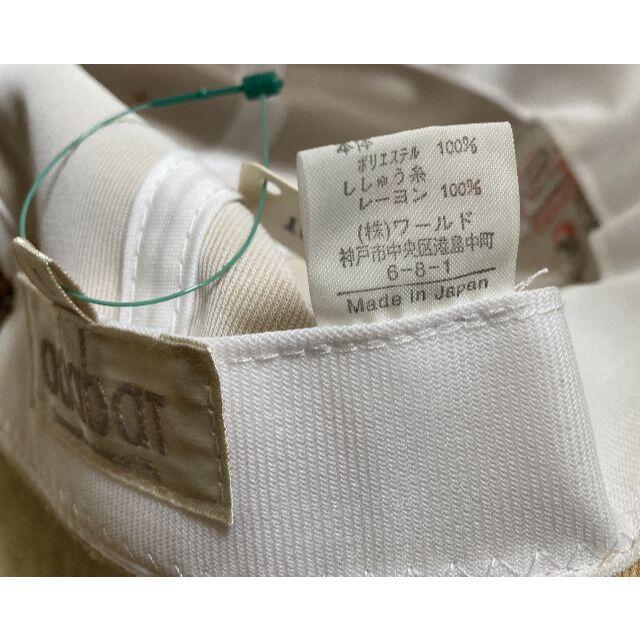 本体
ポリエステル 100%
ししゅう糸
レーヨン 100%
(株)ワールド
神戸市中央区港島中町
6-8-1
Made in Japan